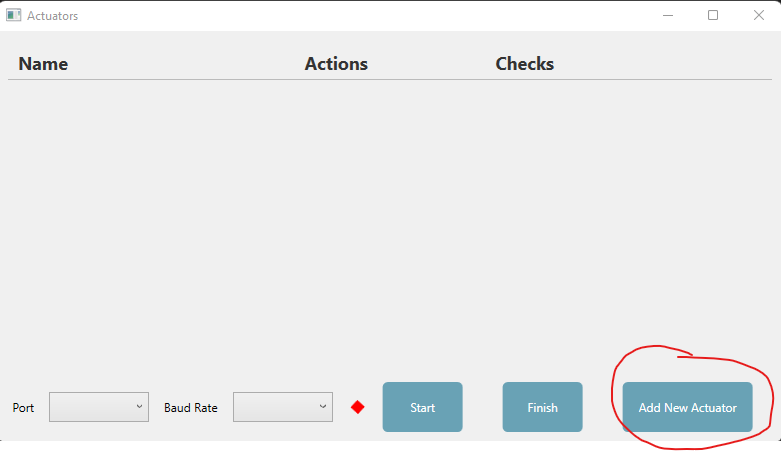 Actuators
Name Actions Checks
Port Baud Rate Start Finish Add New Actuator